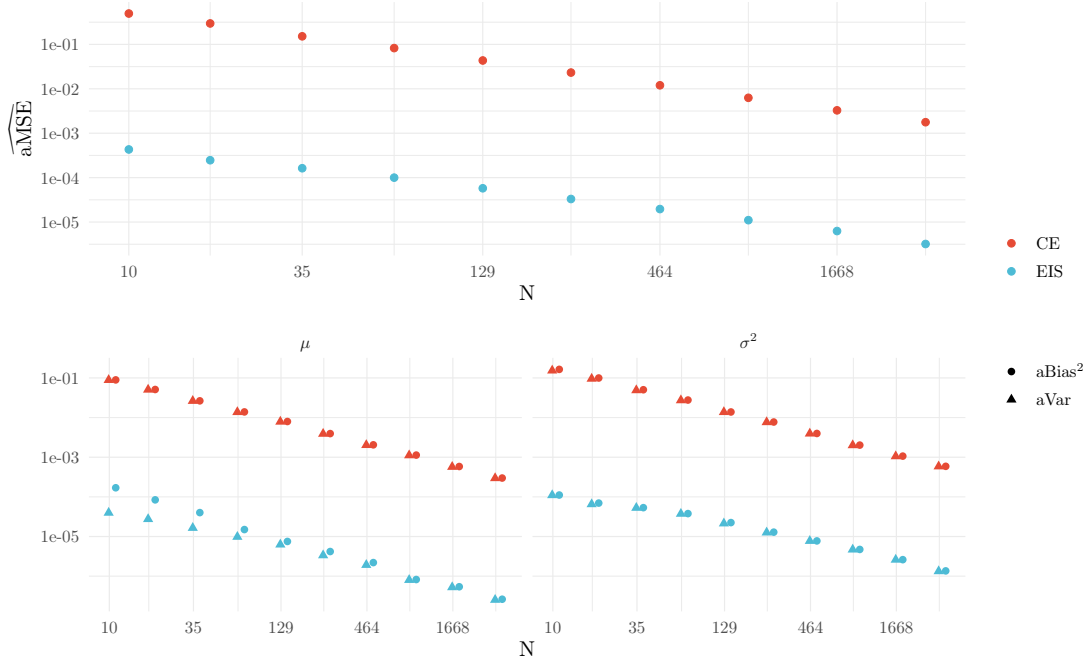 1e-01
1e-02
1e-03
1e-04
1e-05
aMSE
10 35 129 464 1668
N
CE
EIS
μ σ²
1e-01
1e-03
1e-05
10 35 129 464 1668 10 35 129 464 1668
N
aBias²
aVar